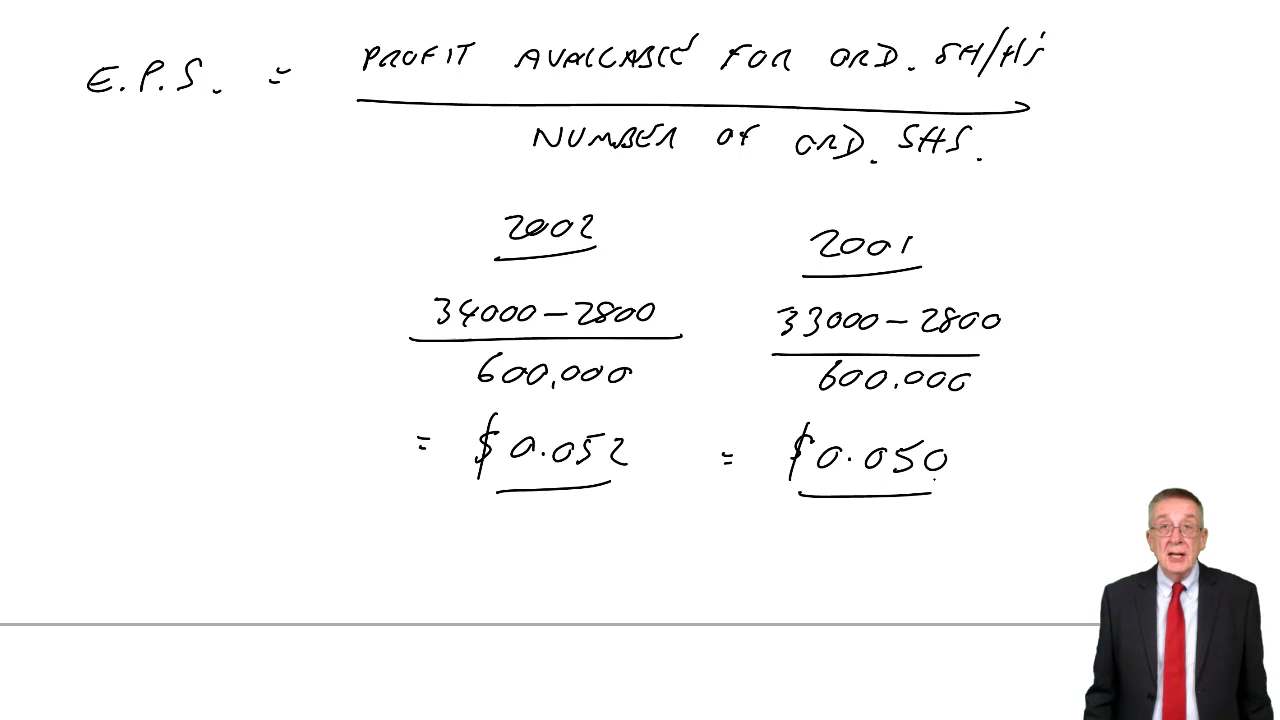 E.P.S. = PROFIT AVAILABLE FOR ORD. SH/H's
NUMBER OF ORD. SHS.
2002 2001
34000 - 2800 33000 - 2800
600,000 600,000
= $0.052 = $0.050